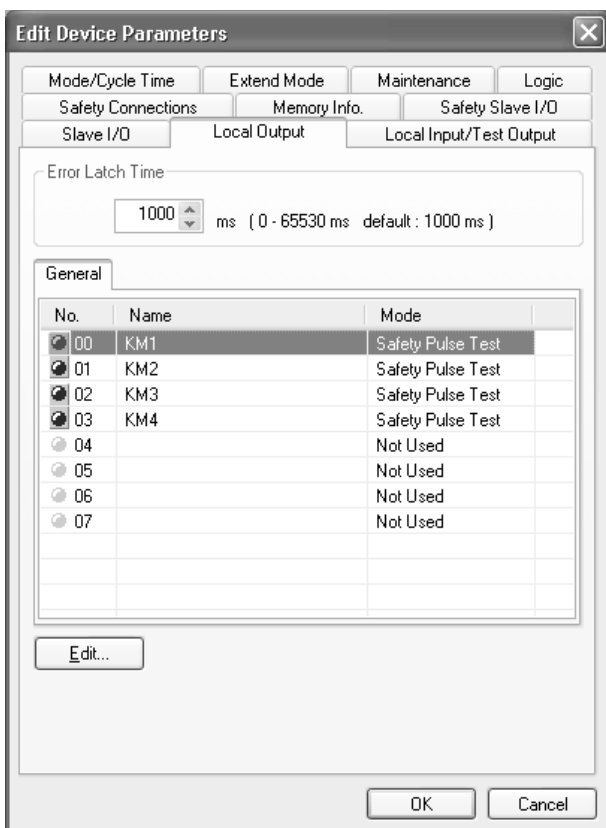 Edit Device Parameters
Mode/Cycle Time Extend Mode Maintenance Logic
Safety Connections Memory Info. Safety Slave I/O
Slave I/O Local Output Local Input/Test Output
Error Latch Time
1000 ms ( 0 - 65530 ms default : 1000 ms )
General
No. Name Mode
00 KM1 Safety Pulse Test
01 KM2 Safety Pulse Test
02 KM3 Safety Pulse Test
03 KM4 Safety Pulse Test
04 Not Used
05 Not Used
06 Not Used
07 Not Used
Edit...
OK Cancel